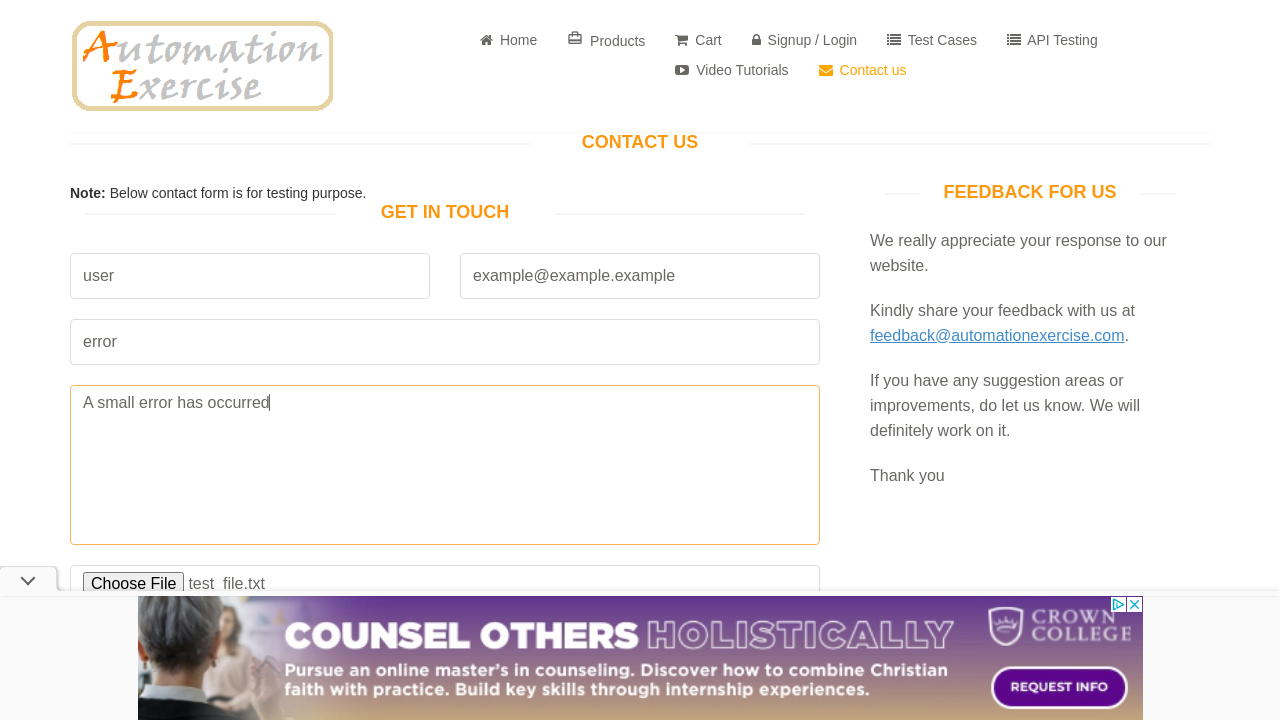 Automation
Exercise
Home
Products
Cart
Signup / Login
Test Cases
API Testing
Video Tutorials
Contact us
CONTACT US
Note: Below contact form is for testing purpose.
GET IN TOUCH
user
example@example.example
error
A small error has occurred
Choose File test_file.txt
FEEDBACK FOR US
We really appreciate your response to our
website.
Kindly share your feedback with us at
feedback@automationexercise.com.
If you have any suggestion areas or
improvements, do let us know. We will
definitely work on it.
Thank you
COUNSEL OTHERS HOLISTICALLY
Pursue an online master's in counseling. Discover how to combine Christian
faith with practice. Build key skills through internship experiences.
CROWN
COLLEGE
REQUEST INFO